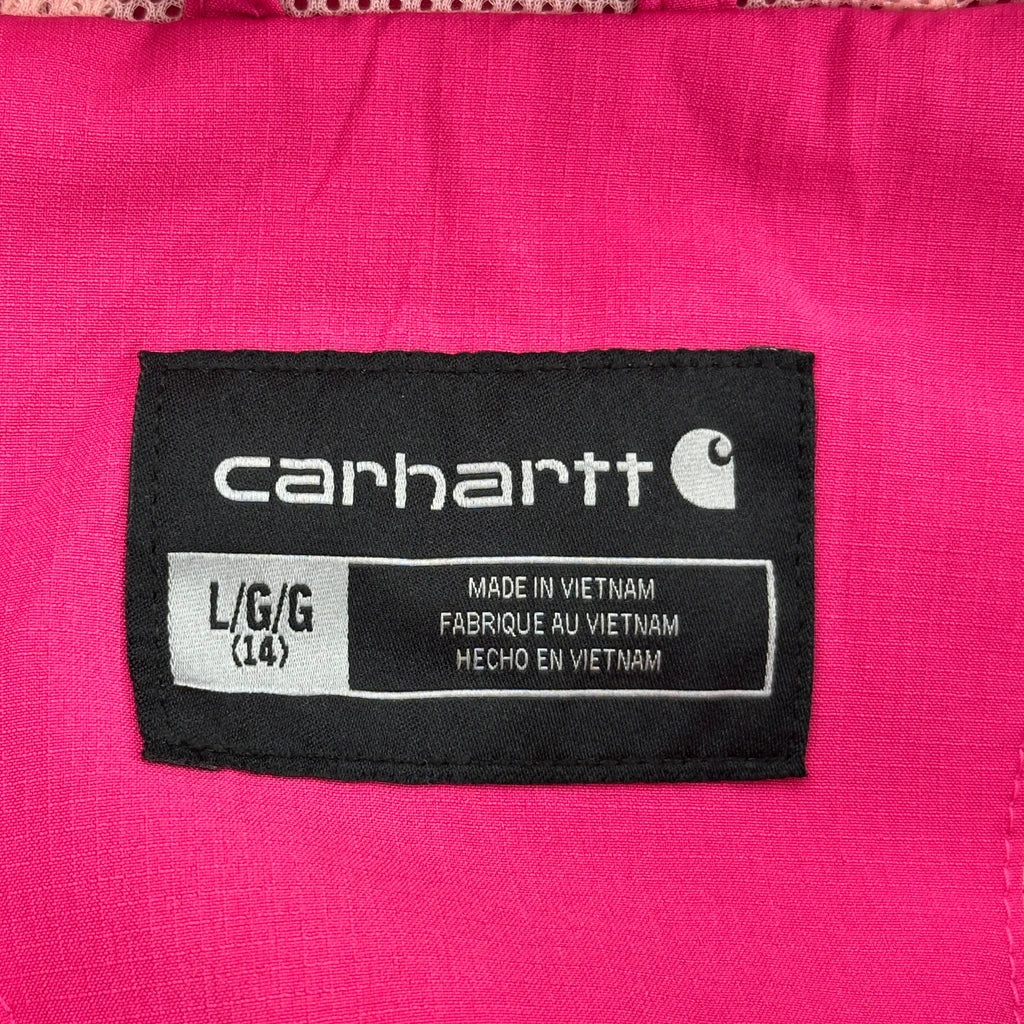 carhartt
L/G/G
(14)
MADE IN VIETNAM
FABRIQUE AU VIETNAM
HECHO EN VIETNAM